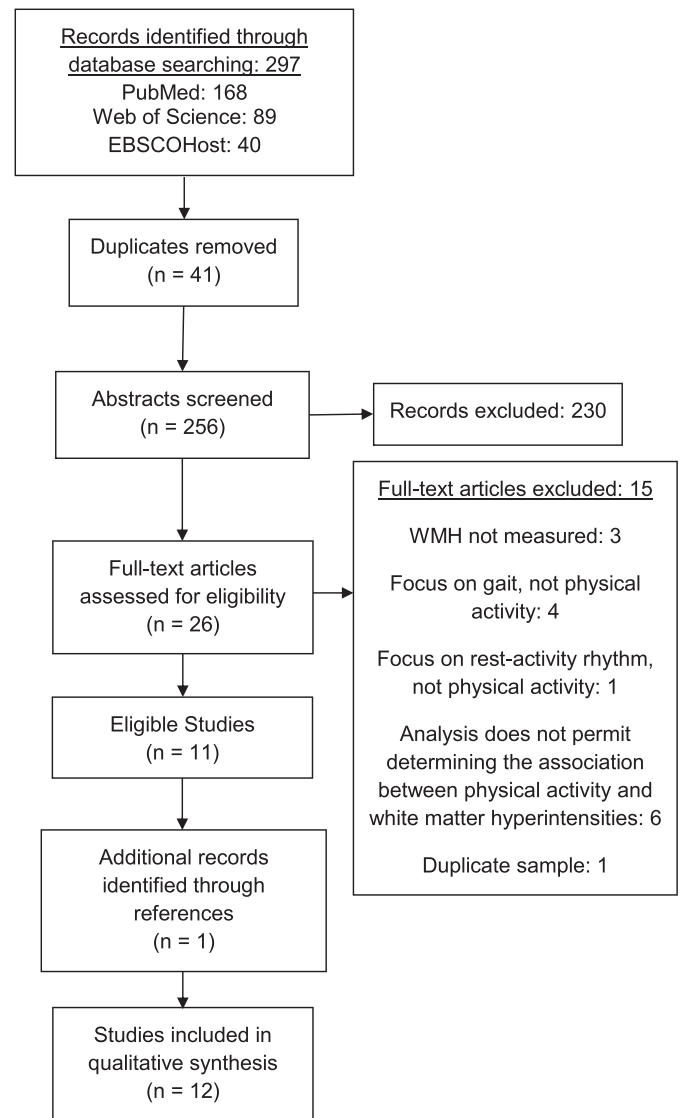 Records identified through
database searching: 297
PubMed: 168
Web of Science: 89
EBSCOHost: 40
Duplicates removed
(n = 41)
Abstracts screened
(n = 256)
Records excluded: 230
Full-text articles
assessed for eligibility
(n = 26)
Full-text articles excluded: 15
WMH not measured: 3
Focus on gait, not physical
activity: 4
Focus on rest-activity rhythm,
not physical activity: 1
Analysis does not permit
determining the association
between physical activity and
white matter hyperintensities: 6
Duplicate sample: 1
Eligible Studies
(n = 11)
Additional records
identified through
references
(n = 1)
Studies included in
qualitative synthesis
(n = 12)